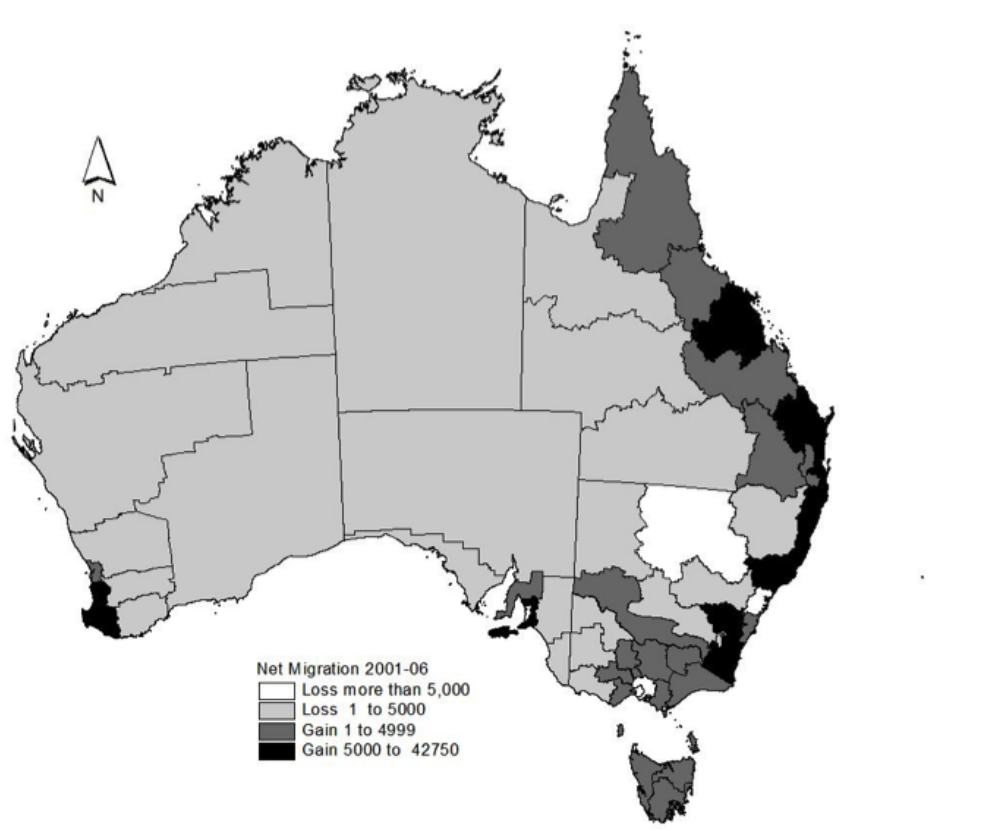 N
Net Migration 2001-06
Loss more than 5,000
Loss 1 to 5000
Gain 1 to 4999
Gain 5000 to 42750